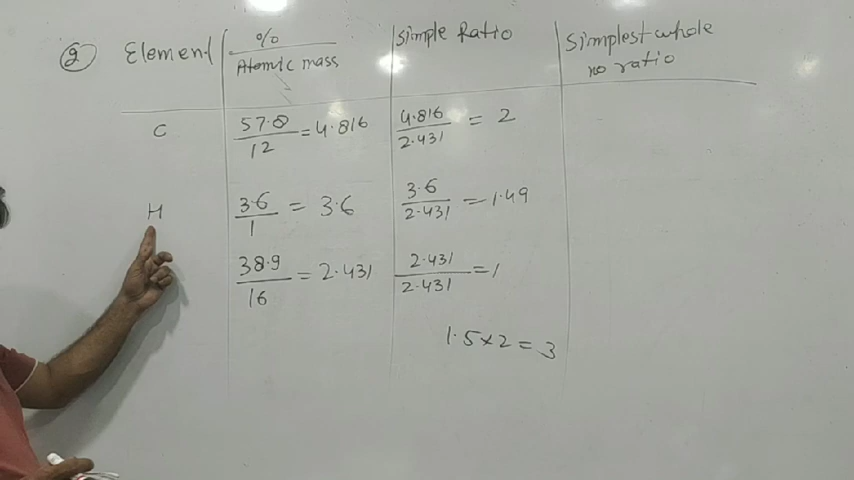 ② Element % / Atomic mass Simple Ratio Simplest whole no ratio
C 57.8/12 = 4.816 4.816/2.431 = 2
H 3.6/1 = 3.6 3.6/2.431 = 1.49
38.9/16 = 2.431 2.431/2.431 = 1
1.5×2 = 3